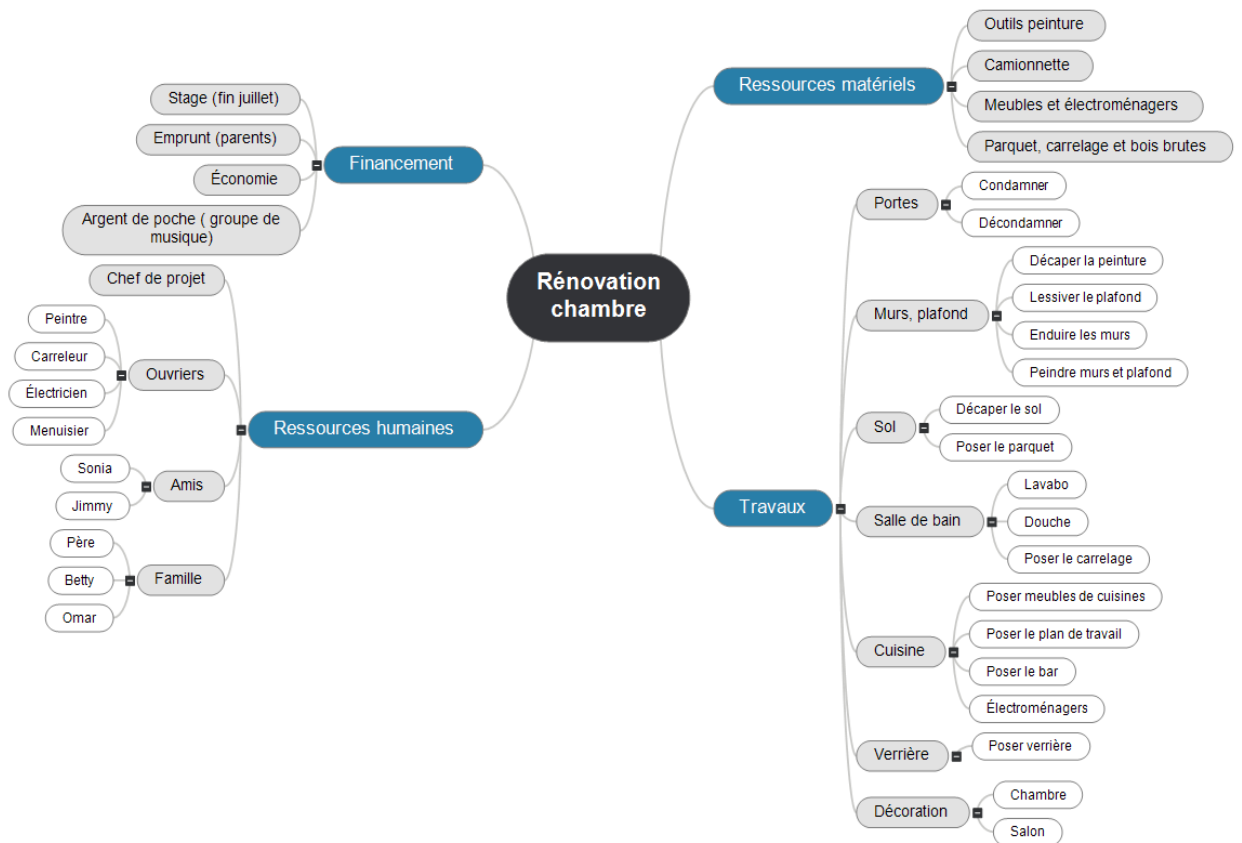 Rénovation
chambre
Financement
Stage (fin juillet)
Emprunt (parents)
Économie
Argent de poche ( groupe de
musique)
Ressources humaines
Chef de projet
Ouvriers
Peintre
Carreleur
Électricien
Menuisier
Amis
Sonia
Jimmy
Famille
Père
Betty
Omar
Ressources matériels
Outils peinture
Camionnette
Meubles et électroménagers
Parquet, carrelage et bois brutes
Travaux
Portes
Condamner
Décondamner
Murs, plafond
Décaper la peinture
Lessiver le plafond
Enduire les murs
Peindre murs et plafond
Sol
Décaper le sol
Poser le parquet
Salle de bain
Lavabo
Douche
Poser le carrelage
Cuisine
Poser meubles de cuisines
Poser le plan de travail
Poser le bar
Électroménagers
Verrière
Poser verrière
Décoration
Chambre
Salon